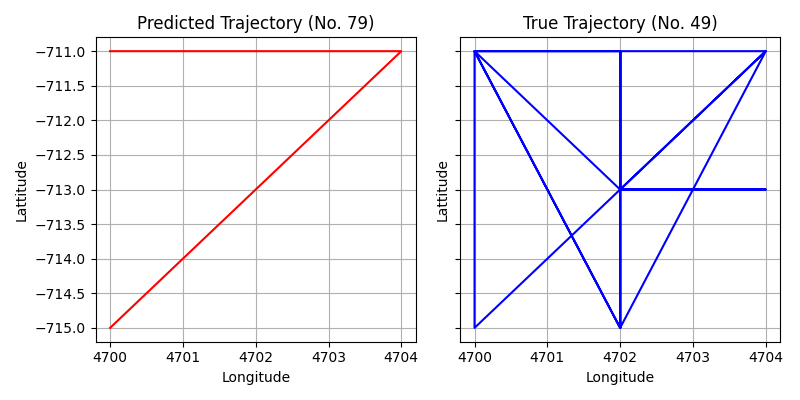 Predicted Trajectory (No. 79)
True Trajectory (No. 49)
−711.0
−711.5
−712.0
−712.5
−713.0
−713.5
−714.0
−714.5
−715.0
Lattitude
Lattitude
4700 4701 4702 4703 4704
4700 4701 4702 4703 4704
Longitude
Longitude